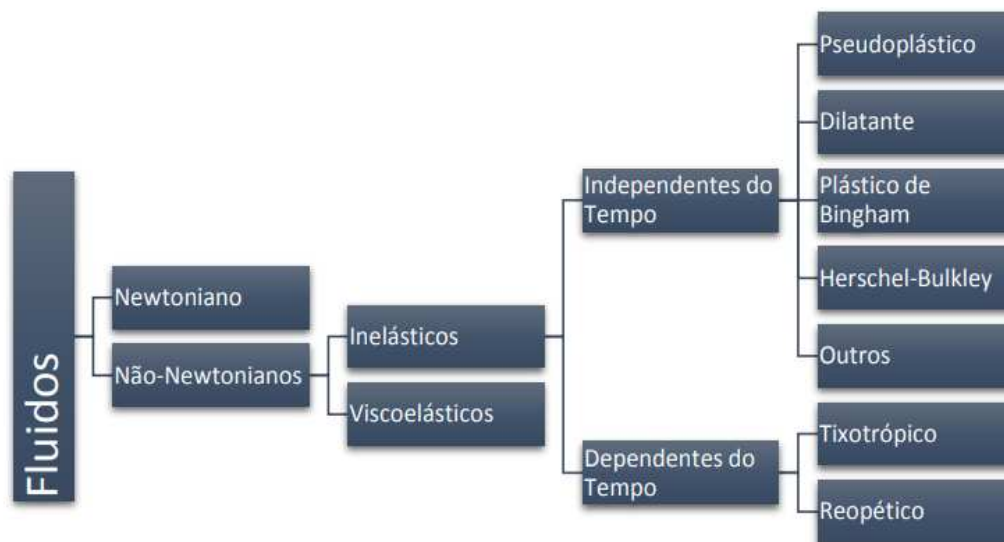 Fluidos
Newtoniano
Não-Newtonianos
Inelásticos
Viscoelásticos
Independentes do
Tempo
Dependentes do
Tempo
Pseudoplástico
Dilatante
Plástico de
Bingham
Herschel-Bulkley
Outros
Tixotrópico
Reopético